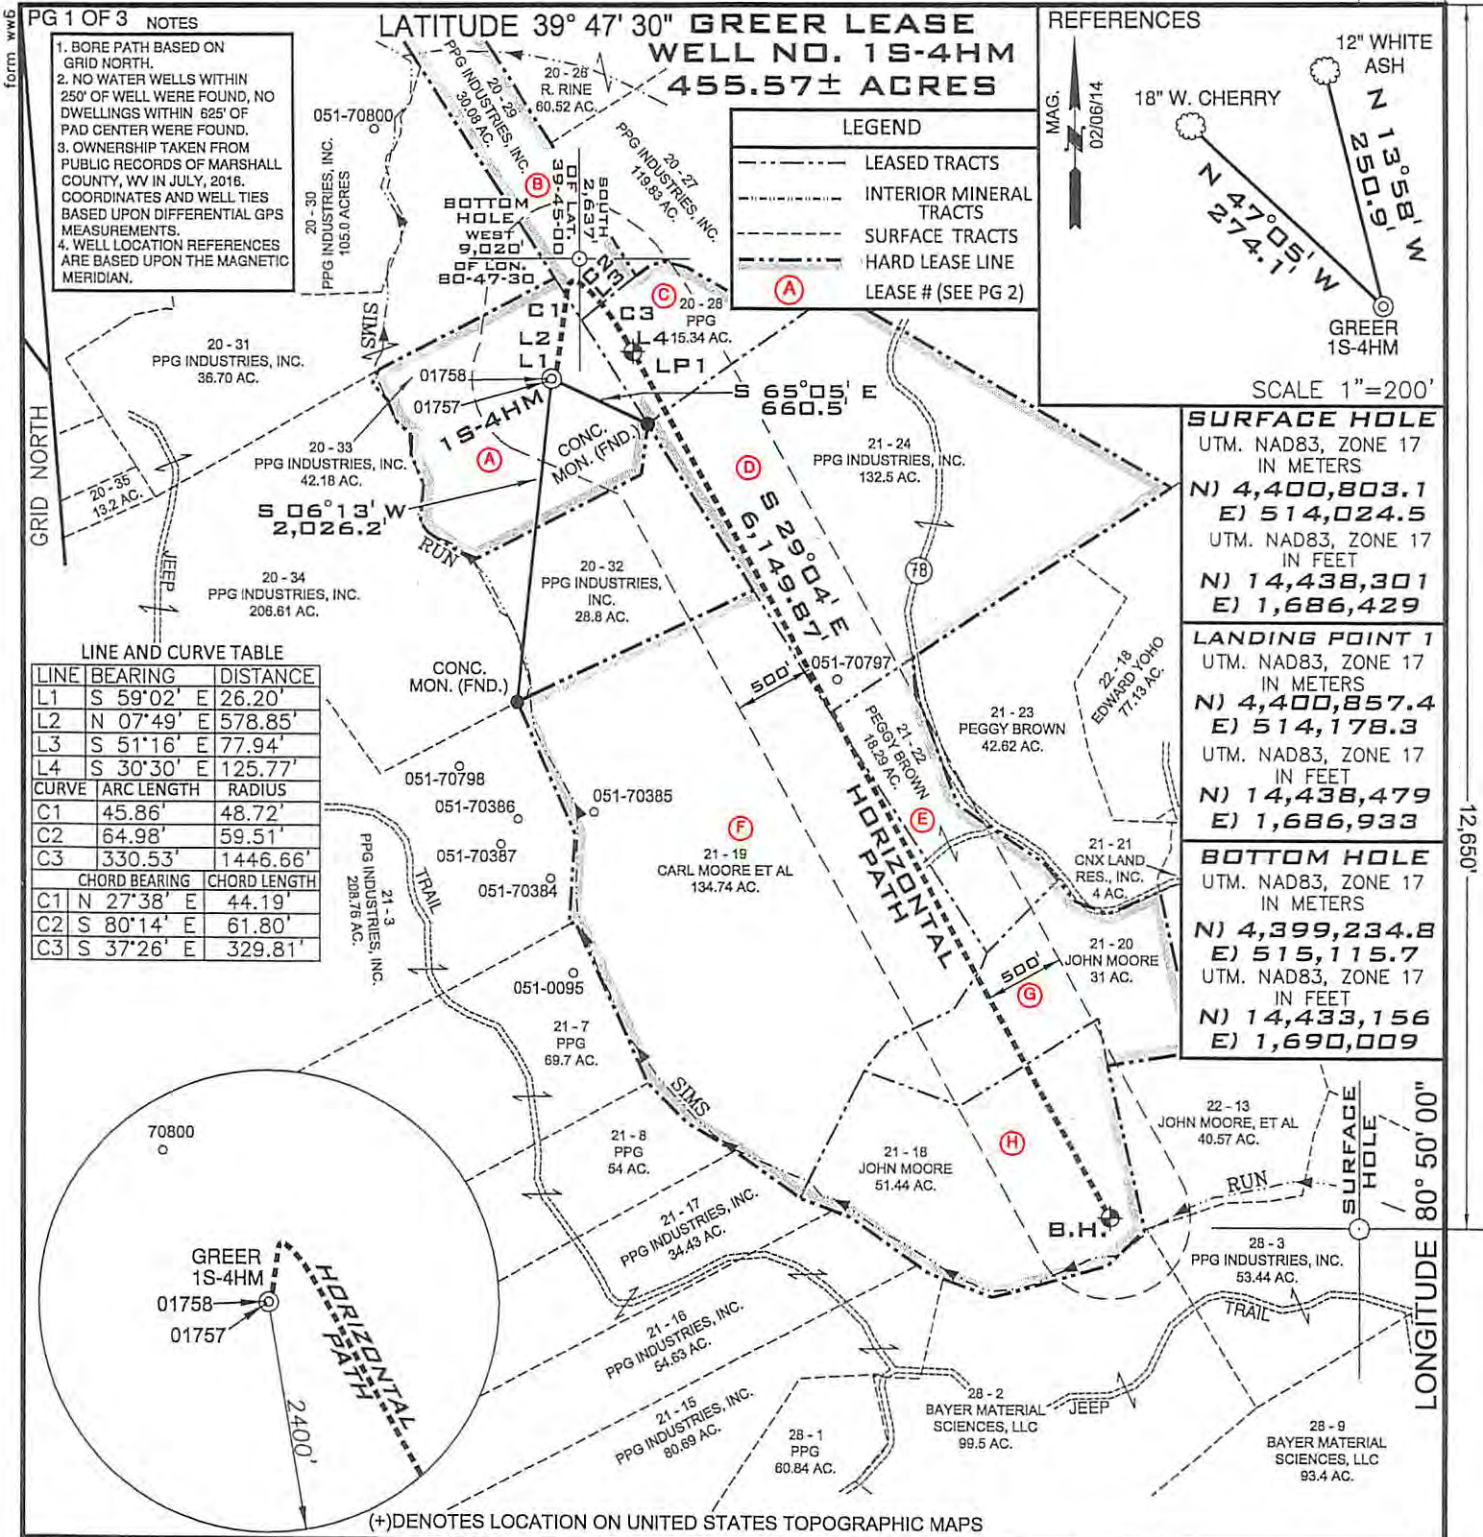 form ww6
PG 1 OF 3 NOTES
1. BORE PATH BASED ON
GRID NORTH.
2. NO WATER WELLS WITHIN
250' OF WELL WERE FOUND, NO
DWELLINGS WITHIN 625' OF
PAD CENTER WERE FOUND.
3. OWNERSHIP TAKEN FROM
PUBLIC RECORDS OF MARSHALL
COUNTY, WV IN JULY, 2016.
COORDINATES AND WELL TIES
BASED UPON DIFFERENTIAL GPS
MEASUREMENTS.
4. WELL LOCATION REFERENCES
ARE BASED UPON THE MAGNETIC
MERIDIAN.
LATITUDE 39° 47' 30"
GREER LEASE
WELL NO. 1S-4HM
455.57± ACRES
LEGEND
LEASED TRACTS
INTERIOR MINERAL
TRACTS
SURFACE TRACTS
HARD LEASE LINE
A LEASE # (SEE PG 2)
REFERENCES
MAG.
02/06/14
12" WHITE
ASH
18" W. CHERRY
N 13°58' W
250.9'
N 47°05' W
274.1'
GREER
1S-4HM
SCALE 1"=200'
SURFACE HOLE
UTM. NAD83, ZONE 17
IN METERS
N) 4,400,803.1
E) 514,024.5
UTM. NAD83, ZONE 17
IN FEET
N) 14,438,301
E) 1,686,429
LANDING POINT 1
UTM. NAD83, ZONE 17
IN METERS
N) 4,400,857.4
E) 514,178.3
UTM. NAD83, ZONE 17
IN FEET
N) 14,438,479
E) 1,686,933
BOTTOM HOLE
UTM. NAD83, ZONE 17
IN METERS
N) 4,399,234.8
E) 515,115.7
UTM. NAD83, ZONE 17
IN FEET
N) 14,433,156
E) 1,690,009
12,650'
SURFACE
HOLE
LONGITUDE 80° 50' 00"
051-70800
20 - 30
PPG INDUSTRIES, INC.
105.0 ACRES
20 - 29
PPG INDUSTRIES, INC.
30.08 AC.
20 - 26
R. RINE
60.52 AC.
20 - 27
PPG INDUSTRIES, INC.
119.83 AC.
B
BOTTOM
HOLE
WEST
9,020'
OF LON.
80-47-30
SOUTH
2,637'
OF LAT.
39-45-00
C
20 - 28
PPG
15.34 AC.
C1
L2
L1
C2
L3
C3
L4
LP1
SIMS
20 - 31
PPG INDUSTRIES, INC.
36.70 AC.
GRID NORTH
01758
01757
1S-4HM
20 - 33
PPG INDUSTRIES, INC.
42.18 AC.
A
CONC.
MON. (FND.)
S 65°05' E
660.5'
20 - 35
13.2 AC.
JEEP
S 06°13' W
2,026.2'
RUN
20 - 34
PPG INDUSTRIES, INC.
206.61 AC.
20 - 32
PPG INDUSTRIES,
INC.
28.8 AC.
D
S 29°04' E
6,149.87'
21 - 24
PPG INDUSTRIES, INC.
132.5 AC.
78
LINE AND CURVE TABLE
LINE BEARING DISTANCE
L1 S 59°02' E 26.20'
L2 N 07°49' E 578.85'
L3 S 51°16' E 77.94'
L4 S 30°30' E 125.77'
CURVE ARC LENGTH RADIUS
C1 45.86' 48.72'
C2 64.98' 59.51'
C3 330.53' 1446.66'
CHORD BEARING CHORD LENGTH
C1 N 27°38' E 44.19'
C2 S 80°14' E 61.80'
C3 S 37°26' E 329.81'
CONC.
MON. (FND.)
500'
051-70797
22 - 18
EDWARD YOHO
77.13 AC.
21 - 23
PEGGY BROWN
42.62 AC.
21 - 22
PEGGY BROWN
18.29 AC.
E
051-70798
051-70386
051-70385
051-70387
051-70384
F
21 - 19
CARL MOORE ET AL
134.74 AC.
HORIZONTAL
PATH
21 - 21
CNX LAND
RES., INC.
4 AC.
TRAIL
21 - 3
PPG INDUSTRIES, INC.
208.76 AC.
21 - 20
JOHN MOORE
31 AC.
500'
G
051-0095
21 - 7
PPG
69.7 AC.
SIMS
21 - 8
PPG
54 AC.
21 - 18
JOHN MOORE
51.44 AC.
H
22 - 13
JOHN MOORE, ET AL
40.57 AC.
RUN
B.H.
21 - 17
PPG INDUSTRIES, INC.
34.43 AC.
28 - 3
PPG INDUSTRIES, INC.
53.44 AC.
TRAIL
21 - 16
PPG INDUSTRIES, INC.
54.63 AC.
21 - 15
PPG INDUSTRIES, INC.
80.69 AC.
28 - 1
PPG
60.84 AC.
28 - 2
BAYER MATERIAL
SCIENCES, LLC
99.5 AC.
JEEP
28 - 9
BAYER MATERIAL
SCIENCES, LLC
93.4 AC.
70800
GREER
1S-4HM
01758
01757
HORIZONTAL
PATH
2400'
(+)DENOTES LOCATION ON UNITED STATES TOPOGRAPHIC MAPS